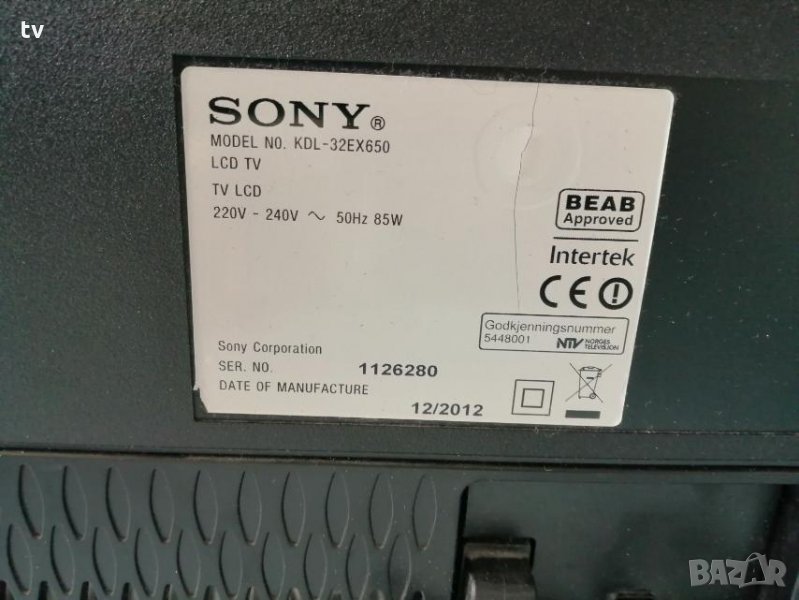 tv
SONY®
MODEL NO. KDL-32EX650
LCD TV
TV LCD
220V - 240V ~ 50Hz 85W
BEAB
Approved
Intertek
CE
Godkjenningsnummer
5448001
NTV NORGES
TELEVISJON
Sony Corporation
SER. NO. 1126280
DATE OF MANUFACTURE
12/2012
BAZAR